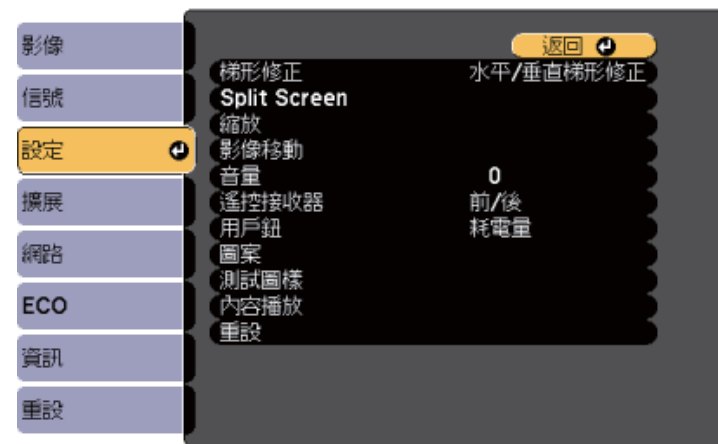 影像
信號
設定
擴展
網路
ECO
資訊
重設
返回
梯形修正 水平/垂直梯形修正
Split Screen
縮放
影像移動
音量 0
遙控接收器 前/後
用戶鈕 耗電量
圖案
測試圖樣
內容播放
重設